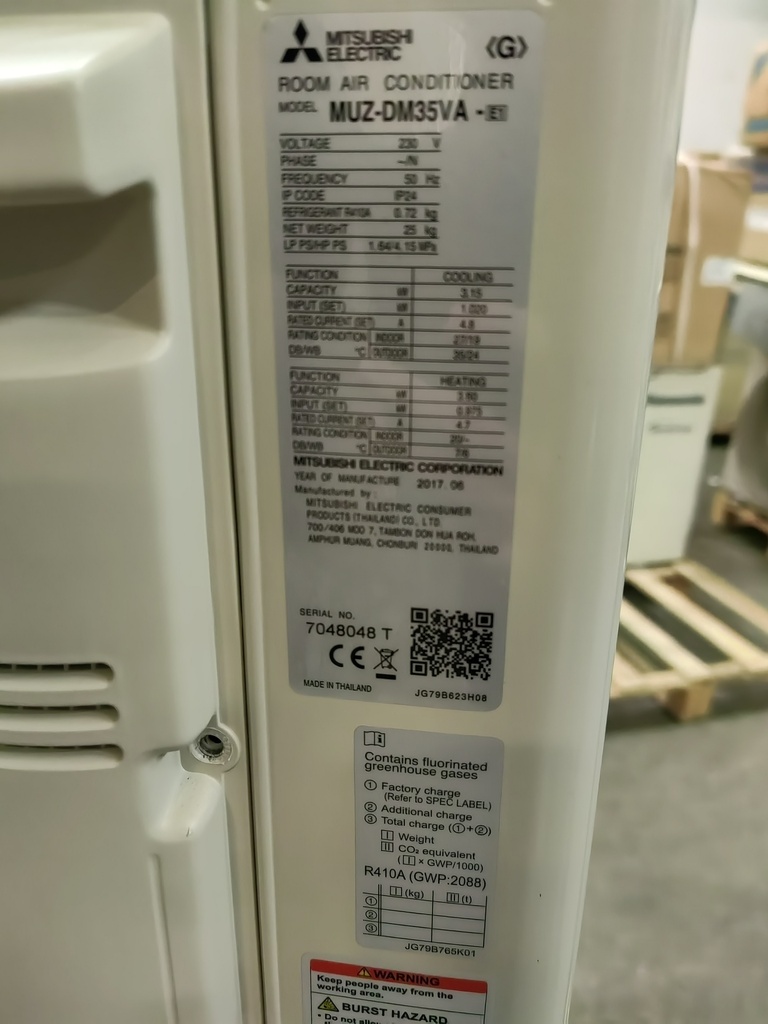 MITSUBISHI
ELECTRIC
《G》
ROOM AIR CONDITIONER
MODEL MUZ-DM35VA - E1
VOLTAGE 230 V
PHASE ~/N
FREQUENCY 50 Hz
IP CODE IP24
REFRIGERANT R410A 0.72 kg
NET WEIGHT 25 kg
LP PS/HP PS 1.64/4.15 MPa
FUNCTION COOLING
CAPACITY kW 3.15
INPUT (SET) kW 1.020
RATED CURRENT (SET) A 4.8
RATING CONDITION INDOOR 27/19
DB/WB °C OUTDOOR 35/24
FUNCTION HEATING
CAPACITY kW 3.60
INPUT (SET) kW 0.975
RATED CURRENT (SET) A 4.7
RATING CONDITION INDOOR 20/-
DB/WB °C OUTDOOR 7/6
MITSUBISHI ELECTRIC CORPORATION
YEAR OF MANUFACTURE 2017. 06
Manufactured by :
MITSUBISHI ELECTRIC CONSUMER
PRODUCTS (THAILAND) CO., LTD.
700/406 MOO 7, TAMBON DON HUA ROH,
AMPHUR MUANG, CHONBURI 20000, THAILAND
SERIAL NO.
7048048 T
CE
MADE IN THAILAND
JG79B623H08
i
Contains fluorinated
greenhouse gases
① Factory charge
(Refer to SPEC LABEL)
② Additional charge
③ Total charge (①+②)
I Weight
II CO₂ equivalent
(I × GWP/1000)
R410A (GWP:2088)
I (kg) II (t)
①
②
③
JG79B765K01
WARNING
Keep people away from the
working area.
BURST HAZARD
• Do not